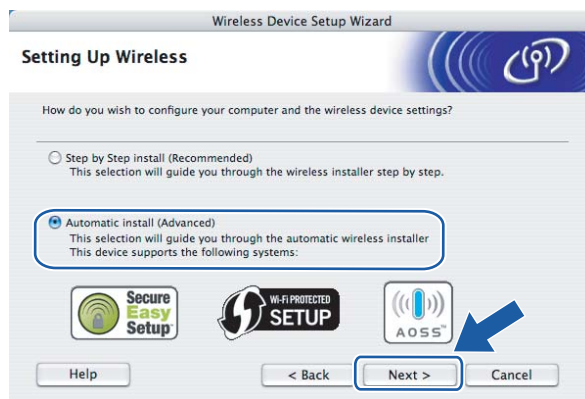 Wireless Device Setup Wizard
Setting Up Wireless
How do you wish to configure your computer and the wireless device settings?
Step by Step install (Recommended)
This selection will guide you through the wireless installer step by step.
Automatic install (Advanced)
This selection will guide you through the automatic wireless installer
This device supports the following systems:
Secure
Easy
Setup™
WI-FI PROTECTED
SETUP
AOSS™
Help
< Back
Next >
Cancel